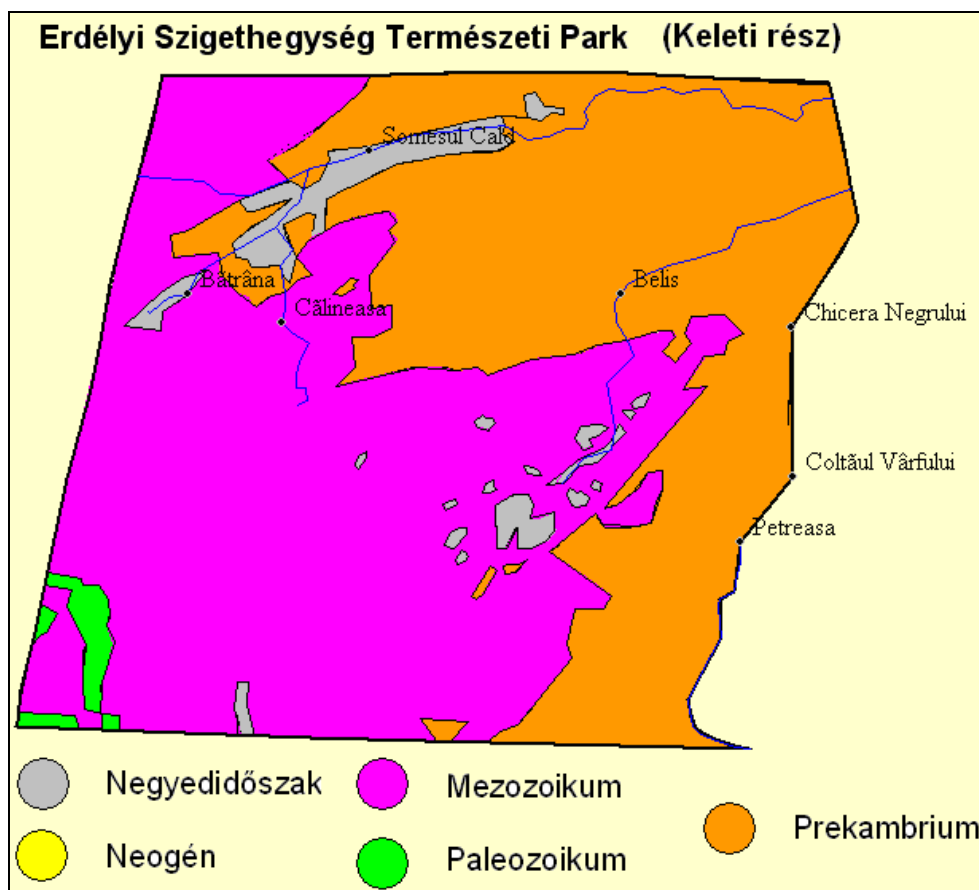 Erdélyi Szigethegység Természeti Park (Keleti rész)
Somesul Cald
Bătrâna
Belis
Călineasa
Chicera Negrului
Coltăul Vârfului
Petreasa
Negyedidőszak
Mezozoikum
Prekambrium
Neogén
Paleozoikum